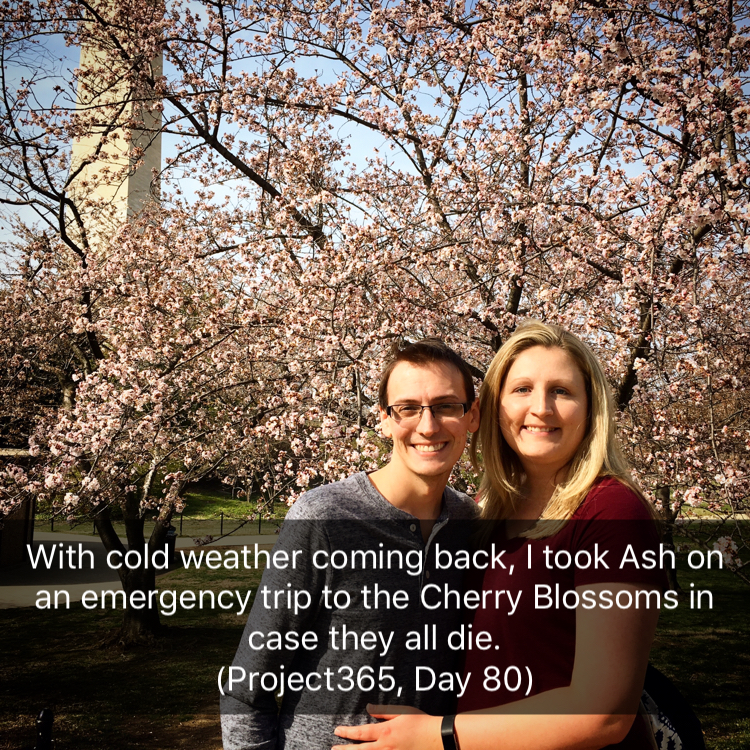 With cold weather coming back, I took Ash on
an emergency trip to the Cherry Blossoms in
case they all die.
(Project365, Day 80)